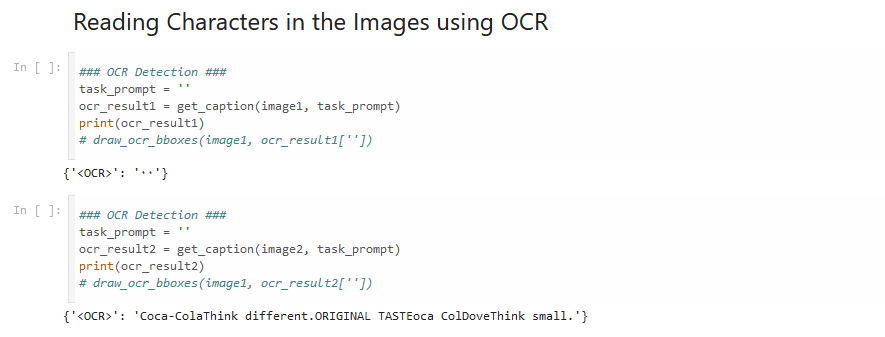 Reading Characters in the Images using OCR
In [ ]:
### OCR Detection ###
task_prompt = ''
ocr_result1 = get_caption(image1, task_prompt)
print(ocr_result1)
# draw_ocr_bboxes(image1, ocr_result1[''])
{'<OCR>': '··'}
In [ ]:
### OCR Detection ###
task_prompt = ''
ocr_result2 = get_caption(image2, task_prompt)
print(ocr_result2)
# draw_ocr_bboxes(image1, ocr_result2[''])
{'<OCR>': 'Coca-ColaThink different.ORIGINAL TASTEoca ColDoveThink small.'}